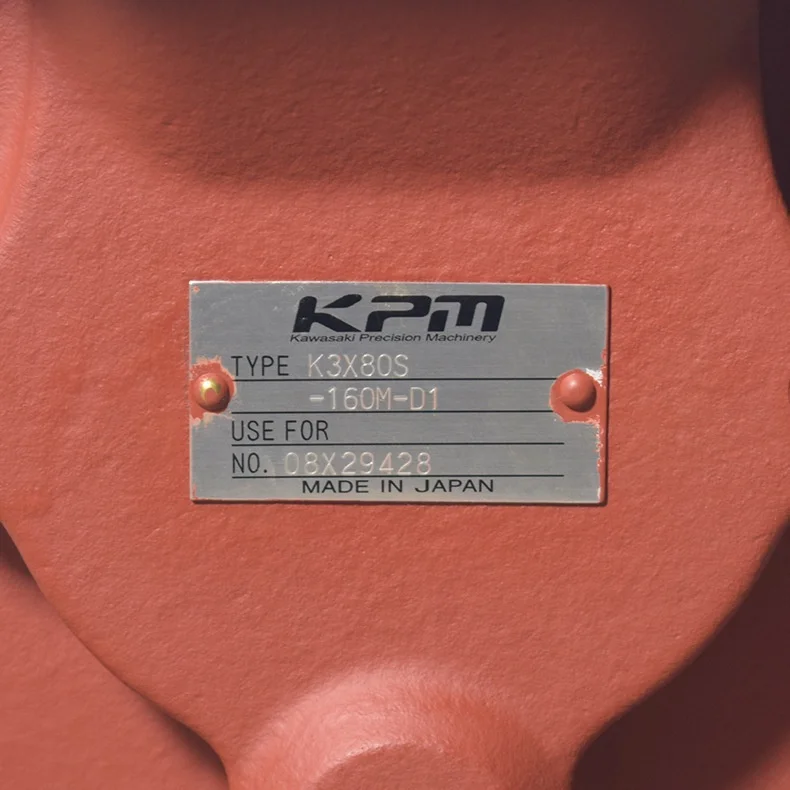 KPM
Kawasaki Precision Machinery
TYPE K3X80S
-160M-D1
USE FOR
NO. 08X29428
MADE IN JAPAN